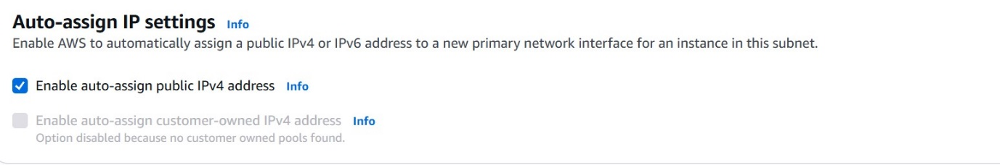 Auto-assign IP settings Info
Enable AWS to automatically assign a public IPv4 or IPv6 address to a new primary network interface for an instance in this subnet.
Enable auto-assign public IPv4 address Info
Enable auto-assign customer-owned IPv4 address Info
Option disabled because no customer owned pools found.